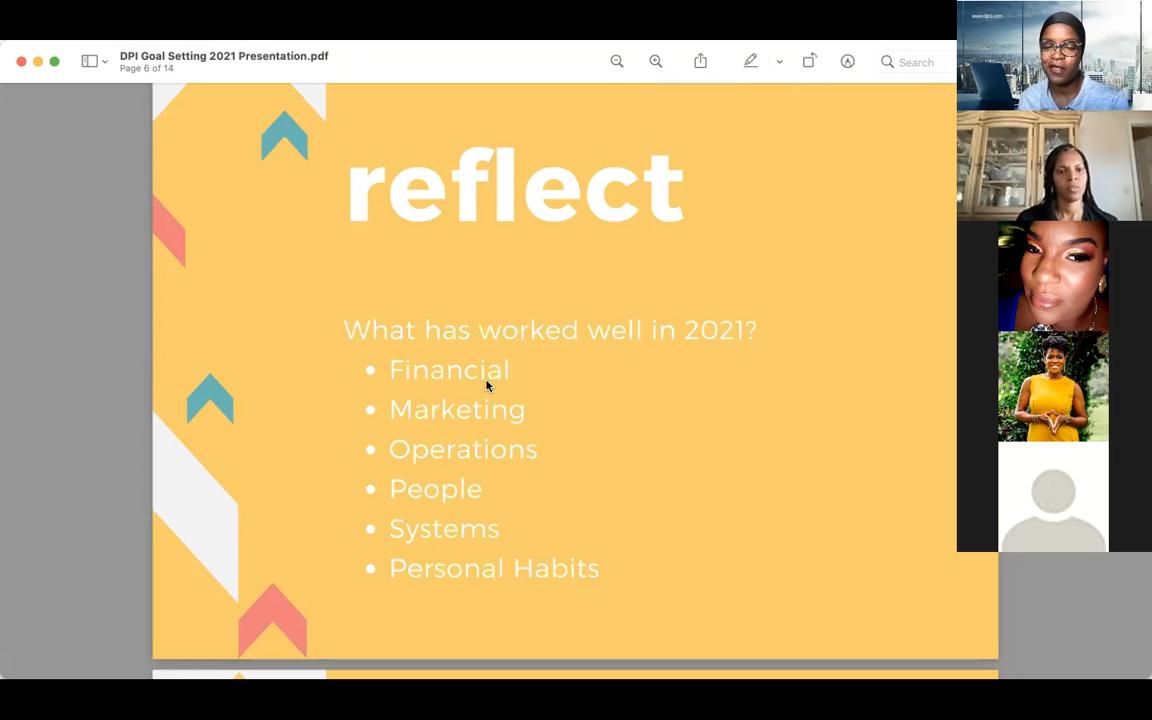 DPI Goal Setting 2021 Presentation.pdf
Page 6 of 14
Search
reflect
What has worked well in 2021?
• Financial
• Marketing
• Operations
• People
• Systems
• Personal Habits